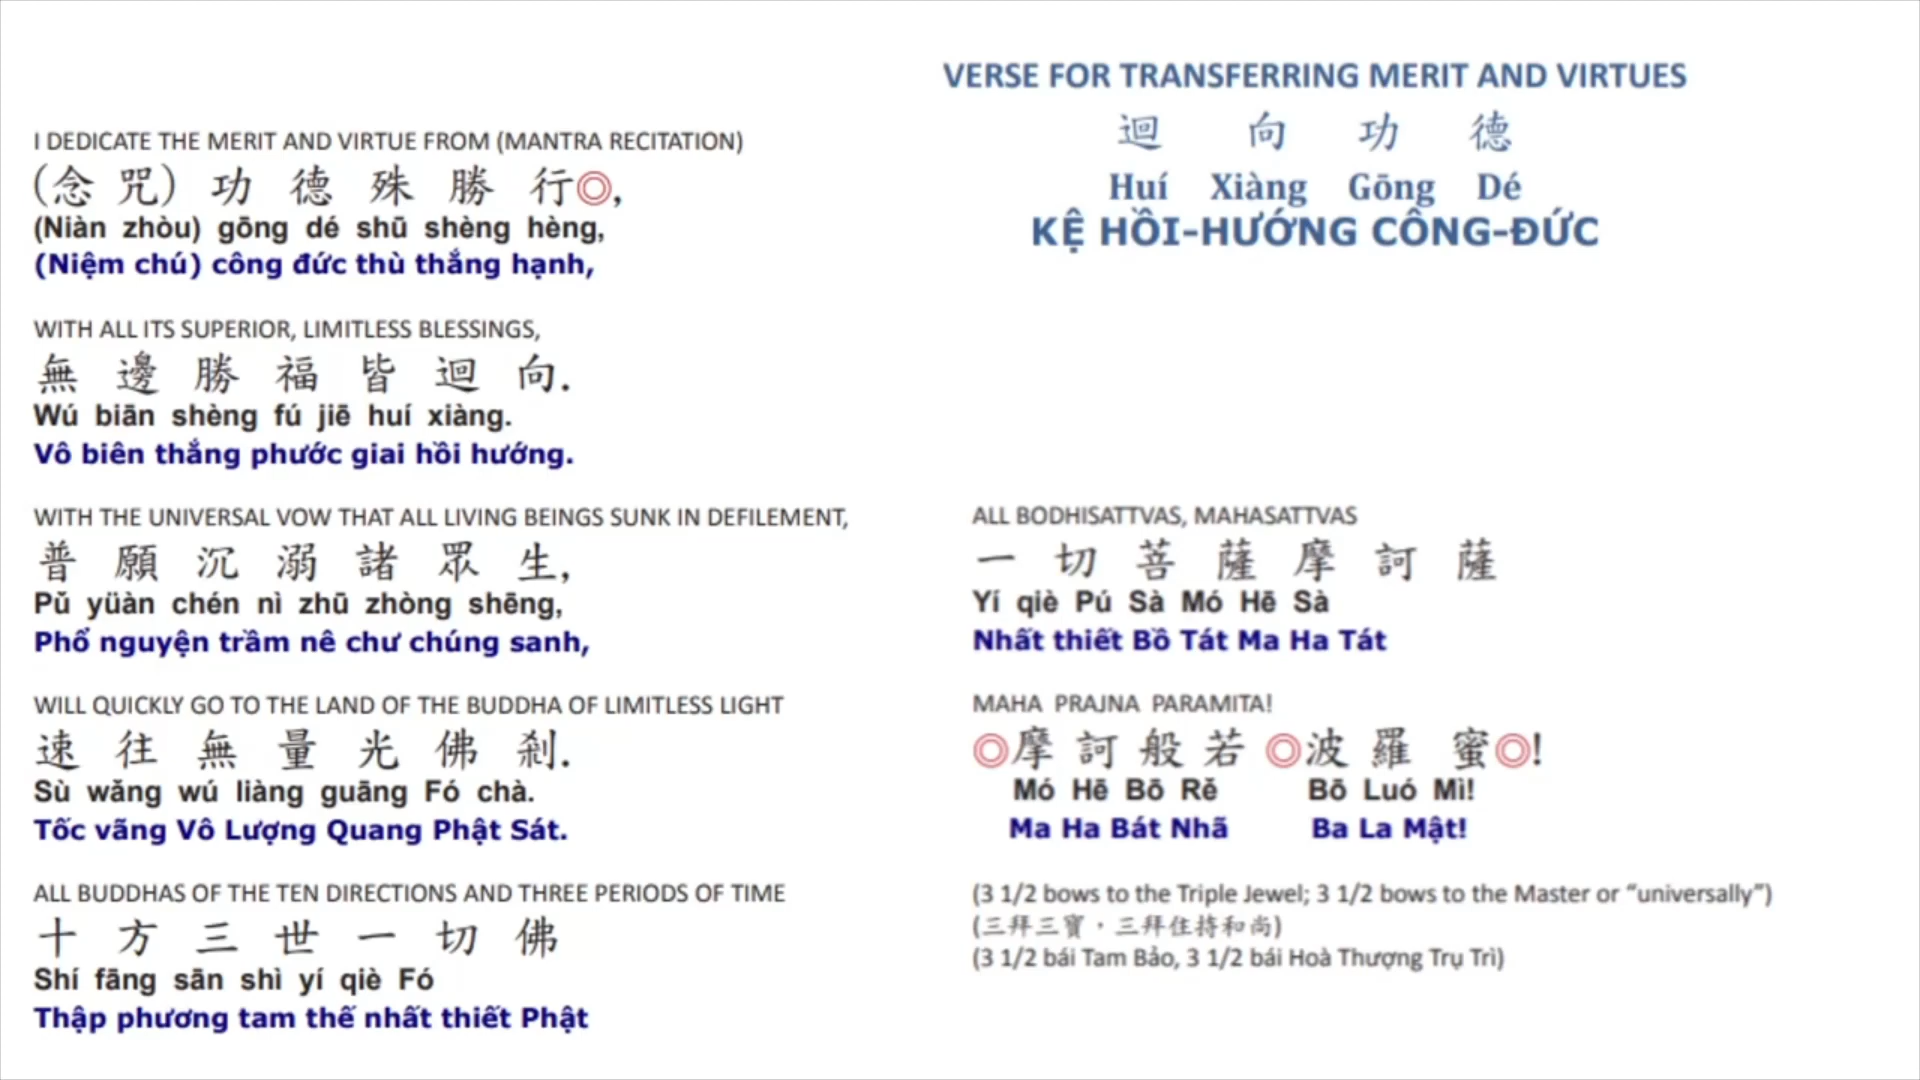 VERSE FOR TRANSFERRING MERIT AND VIRTUES
迴 向 功 德
Huí Xiàng Gōng Dé
KỆ HỒI-HƯỚNG CÔNG-ĐỨC
I DEDICATE THE MERIT AND VIRTUE FROM (MANTRA RECITATION)
(念 咒) 功 德 殊 勝 行◎,
(Niàn zhòu) gōng dé shū shèng hèng,
(Niệm chú) công đức thù thắng hạnh,
WITH ALL ITS SUPERIOR, LIMITLESS BLESSINGS,
無 邊 勝 福 皆 迴 向.
Wú biān shèng fú jiē huí xiàng.
Vô biên thắng phước giai hồi hướng.
WITH THE UNIVERSAL VOW THAT ALL LIVING BEINGS SUNK IN DEFILEMENT,
普 願 沉 溺 諸 眾 生,
Pǔ yüàn chén nì zhū zhòng shēng,
Phổ nguyện trầm nê chư chúng sanh,
WILL QUICKLY GO TO THE LAND OF THE BUDDHA OF LIMITLESS LIGHT
速 往 無 量 光 佛 剎.
Sù wǎng wú liàng guāng Fó chà.
Tốc vãng Vô Lượng Quang Phật Sát.
ALL BUDDHAS OF THE TEN DIRECTIONS AND THREE PERIODS OF TIME
十 方 三 世 一 切 佛
Shí fāng sān shì yí qiè Fó
Thập phương tam thế nhất thiết Phật
ALL BODHISATTVAS, MAHASATTVAS
一 切 菩 薩 摩 訶 薩
Yí qiè Pú Sà Mó Hē Sà
Nhất thiết Bồ Tát Ma Ha Tát
MAHA PRAJNA PARAMITA!
◎摩 訶 般 若 ◎波 羅 蜜◎!
Mó Hē Bō Rě Bō Luó Mì!
Ma Ha Bát Nhã Ba La Mật!
(3 1/2 bows to the Triple Jewel; 3 1/2 bows to the Master or “universally”)
(三拜三寶，三拜住持和尚)
(3 1/2 bái Tam Bảo, 3 1/2 bái Hoà Thượng Trụ Trì)